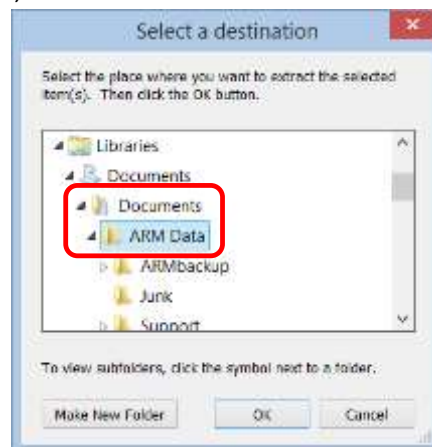 Select a destination
Select the place where you want to extract the selected
item(s). Then click the OK button.
Libraries
Documents
Documents
ARM Data
ARMbackup
Junk
Support
To view subfolders, click the symbol next to a folder.
Make New Folder OK Cancel